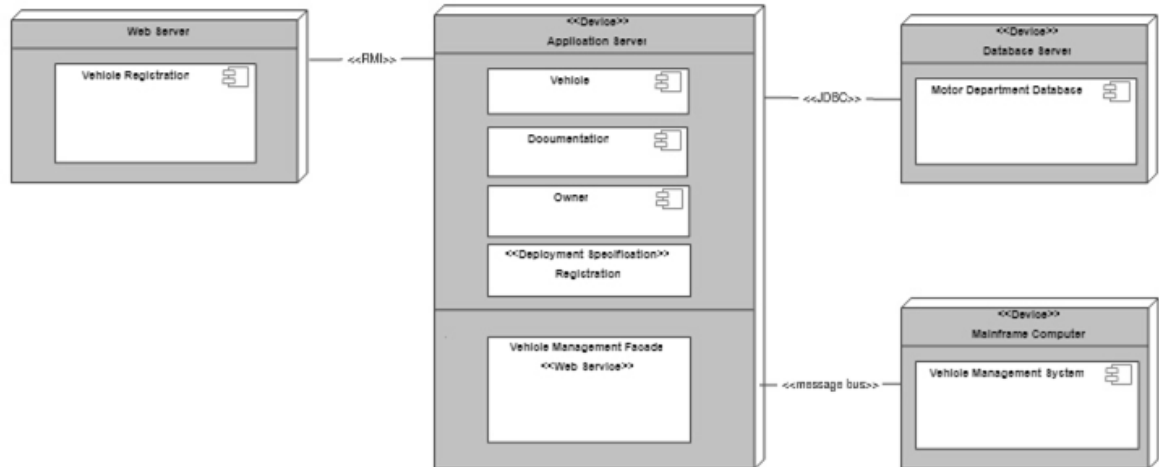 Web Server
Vehicle Registration
<<RMI>>
<<Device>>
Application Server
Vehicle
Documentation
Owner
<<Deployment Specification>>
Registration
Vehicle Management Facade
<<Web Service>>
<<JDBC>>
<<Device>>
Database Server
Motor Department Database
<<message bus>>
<<Device>>
Mainframe Computer
Vehicle Management System